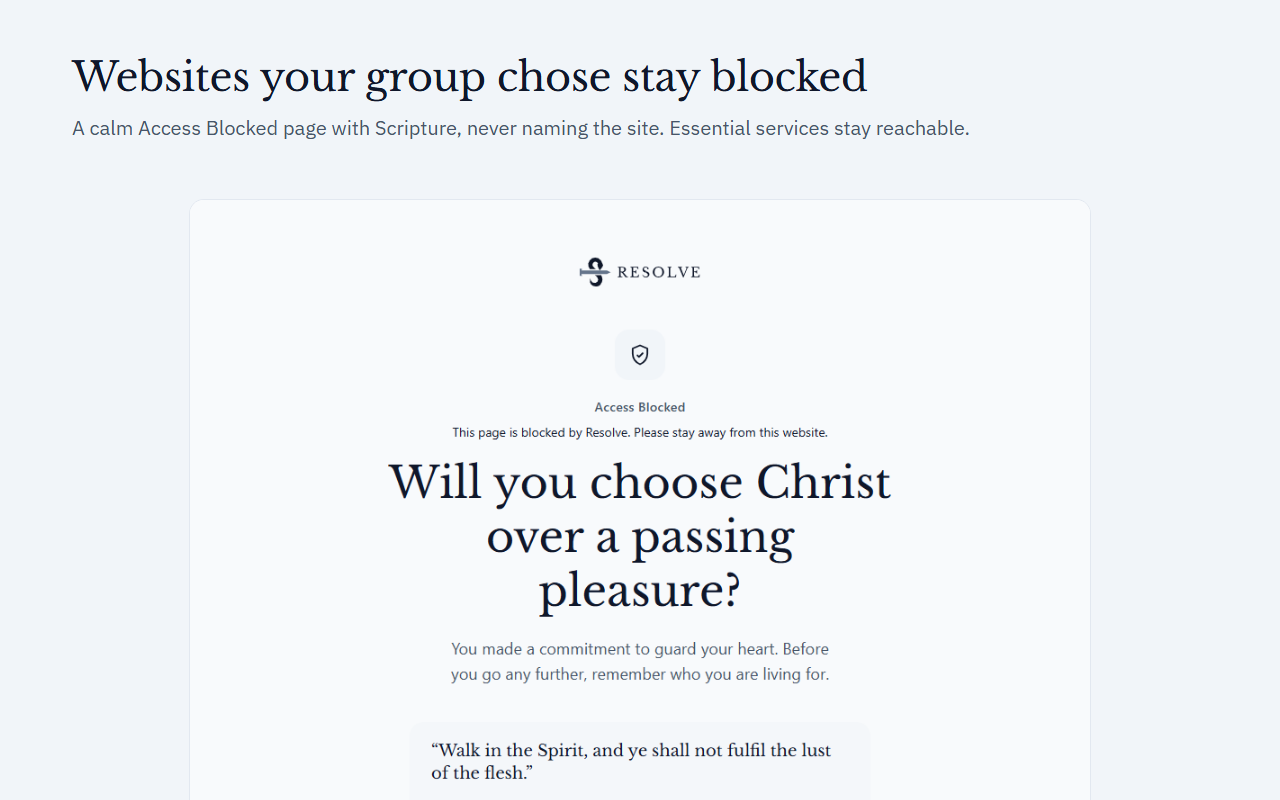 Websites your group chose stay blocked
A calm Access Blocked page with Scripture, never naming the site. Essential services stay reachable.
RESOLVE
Access Blocked
This page is blocked by Resolve. Please stay away from this website.
Will you choose Christ
over a passing
pleasure?
You made a commitment to guard your heart. Before
you go any further, remember who you are living for.
“Walk in the Spirit, and ye shall not fulfil the lust
of the flesh.”